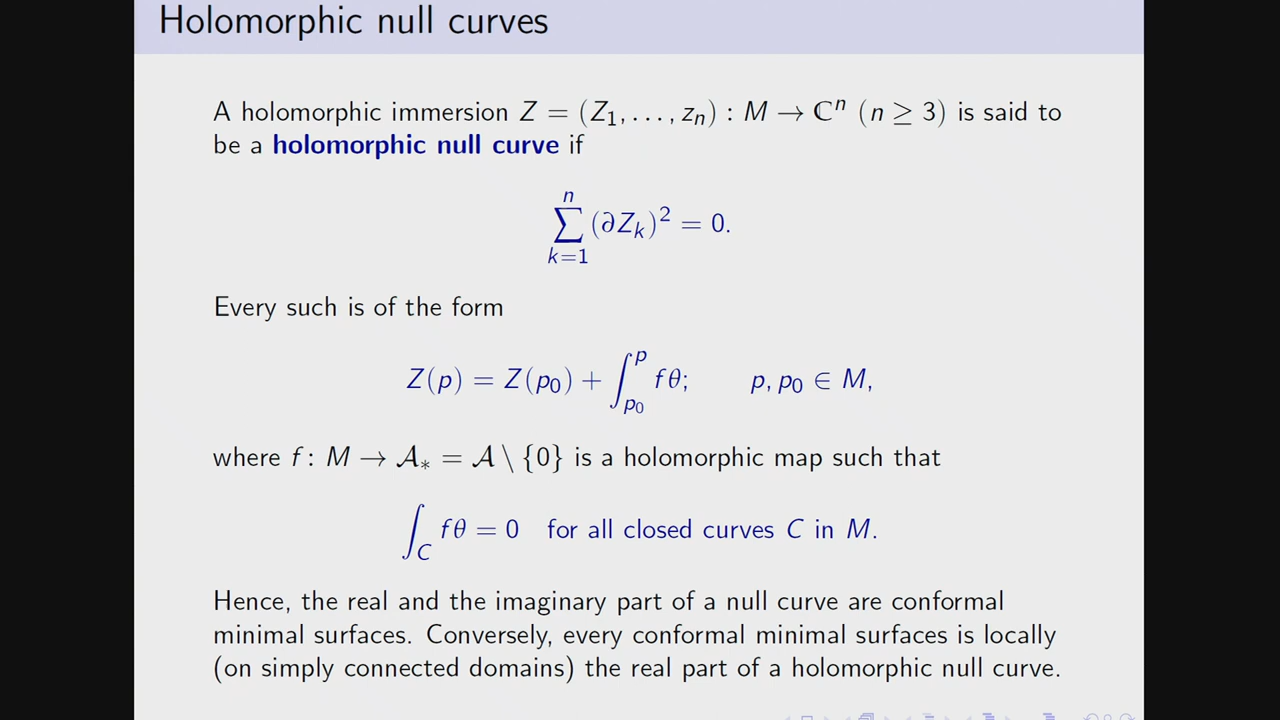 Holomorphic null curves
A holomorphic immersion Z = (Z₁, . . . , zₙ) : M → ℂⁿ (n ≥ 3) is said to
be a holomorphic null curve if
∑ₖ₌₁ⁿ (∂Zₖ)² = 0.
Every such is of the form
Z(p) = Z(p₀) + ∫_{p₀}^{p} fθ; p, p₀ ∈ M,
where f : M → 𝒜∗ = 𝒜 \ {0} is a holomorphic map such that
∫_C fθ = 0 for all closed curves C in M.
Hence, the real and the imaginary part of a null curve are conformal
minimal surfaces. Conversely, every conformal minimal surfaces is locally
(on simply connected domains) the real part of a holomorphic null curve.